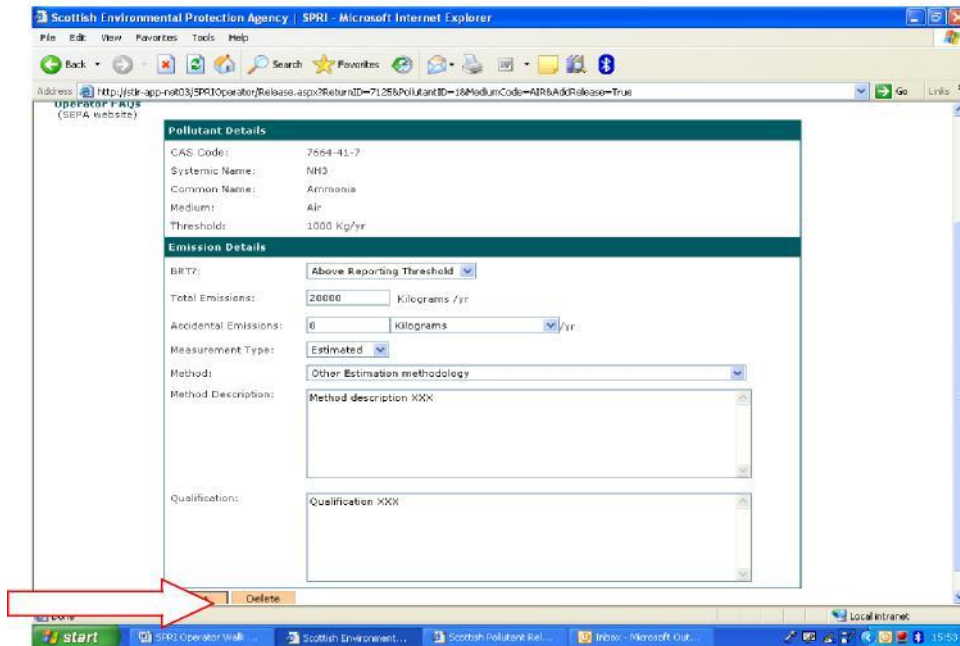 Scottish Environmental Protection Agency | SPRI - Microsoft Internet Explorer
File Edit View Favorites Tools Help
Back Search Favorites
Address http://stir-app-net03/SPRIOperator/Release.aspx?ReturnID=7125&PollutantID=1&MediumCode=AIR&AddRelease=True Go Links
Operator FAQs
(SEPA website)
Pollutant Details
CAS Code: 7664-41-7
Systemic Name: NH3
Common Name: Ammonia
Medium: Air
Threshold: 1000 Kg/yr
Emission Details
BRT?: Above Reporting Threshold
Total Emissions: 20000 Kilograms /yr
Accidental Emissions: 0 Kilograms /yr
Measurement Type: Estimated
Method: Other Estimation methodology
Method Description: Method description XXX
Qualification: Qualification XXX
Delete
Done Local intranet
start SPRI Operator Walk ... Scottish Environment... Scottish Pollutant Rel... Inbox - Microsoft Out... 15:53